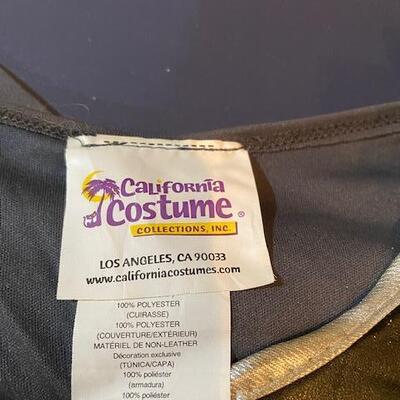 California
Costume ®
COLLECTIONS, INC.
LOS ANGELES, CA 90033
www.californiacostumes.com
100% POLYESTER
(CUIRASSE)
100% POLYESTER
(COUVERTURE/EXTÉRIEUR)
MATÉRIEL DE NON-LEATHER
Décoration exclusive
(TÚNICA/CAPA)
100% poliéster
(armadura)
100% poliéster